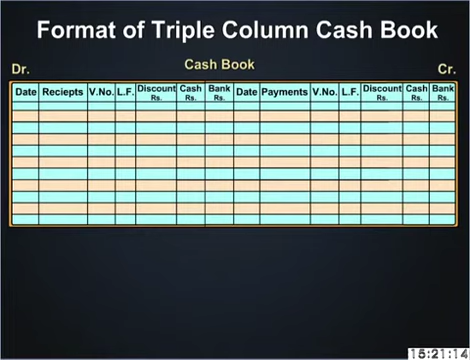 Format of Triple Column Cash Book
Dr. Cash Book Cr.
Date Reciepts V.No. L.F. Discount Rs. Cash Rs. Bank Rs. Date Payments V.No. L.F. Discount Rs. Cash Rs. Bank Rs.
15:21:14